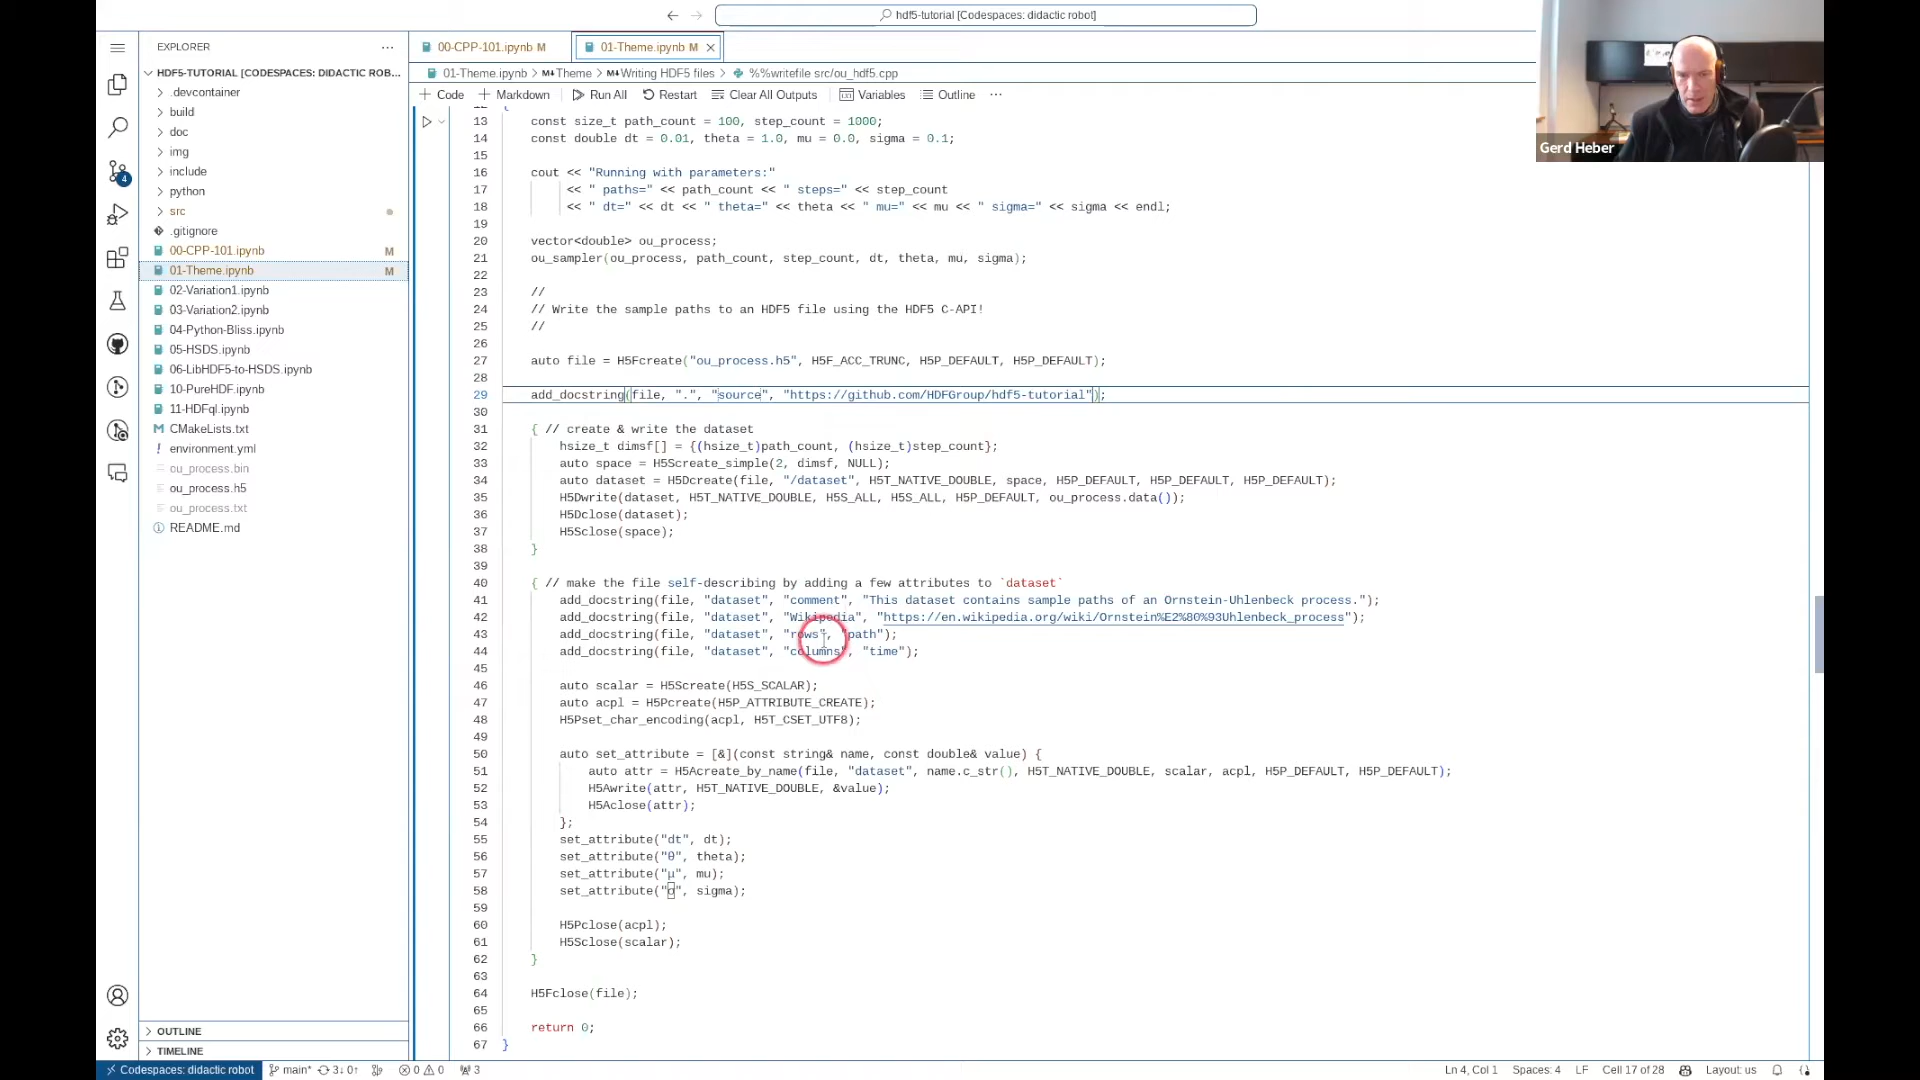 hdf5-tutorial [Codespaces: didactic robot]
EXPLORER
HDF5-TUTORIAL [CODESPACES: DIDACTIC ROB...
.devcontainer
build
doc
img
include
python
src
.gitignore
00-CPP-101.ipynb M
01-Theme.ipynb M
02-Variation1.ipynb
03-Variation2.ipynb
04-Python-Bliss.ipynb
05-HSDS.ipynb
06-LibHDF5-to-HSDS.ipynb
10-PureHDF.ipynb
11-HDFql.ipynb
CMakeLists.txt
environment.yml
ou_process.bin
ou_process.h5
ou_process.txt
README.md
OUTLINE
TIMELINE
4
00-CPP-101.ipynb M
01-Theme.ipynb M
01-Theme.ipynb > M↓Theme > M↓Writing HDF5 files > %%writefile src/ou_hdf5.cpp
Code Markdown Run All Restart Clear All Outputs Variables Outline ...
13 const size_t path_count = 100, step_count = 1000;
14 const double dt = 0.01, theta = 1.0, mu = 0.0, sigma = 0.1;
15
16 cout << "Running with parameters:"
17 << " paths=" << path_count << " steps=" << step_count
18 << " dt=" << dt << " theta=" << theta << " mu=" << mu << " sigma=" << sigma << endl;
19
20 vector<double> ou_process;
21 ou_sampler(ou_process, path_count, step_count, dt, theta, mu, sigma);
22
23 //
24 // Write the sample paths to an HDF5 file using the HDF5 C-API!
25 //
26
27 auto file = H5Fcreate("ou_process.h5", H5F_ACC_TRUNC, H5P_DEFAULT, H5P_DEFAULT);
28
29 add_docstring(file, ".", "source", "https://github.com/HDFGroup/hdf5-tutorial");
30
31 { // create & write the dataset
32 hsize_t dimsf[] = {(hsize_t)path_count, (hsize_t)step_count};
33 auto space = H5Screate_simple(2, dimsf, NULL);
34 auto dataset = H5Dcreate(file, "/dataset", H5T_NATIVE_DOUBLE, space, H5P_DEFAULT, H5P_DEFAULT, H5P_DEFAULT);
35 H5Dwrite(dataset, H5T_NATIVE_DOUBLE, H5S_ALL, H5S_ALL, H5P_DEFAULT, ou_process.data());
36 H5Dclose(dataset);
37 H5Sclose(space);
38 }
39
40 { // make the file self-describing by adding a few attributes to `dataset`
41 add_docstring(file, "dataset", "comment", "This dataset contains sample paths of an Ornstein-Uhlenbeck process.");
42 add_docstring(file, "dataset", "Wikipedia", "https://en.wikipedia.org/wiki/Ornstein%E2%80%93Uhlenbeck_process");
43 add_docstring(file, "dataset", "rows", "path");
44 add_docstring(file, "dataset", "columns", "time");
45
46 auto scalar = H5Screate(H5S_SCALAR);
47 auto acpl = H5Pcreate(H5P_ATTRIBUTE_CREATE);
48 H5Pset_char_encoding(acpl, H5T_CSET_UTF8);
49
50 auto set_attribute = [&](const string& name, const double& value) {
51 auto attr = H5Acreate_by_name(file, "dataset", name.c_str(), H5T_NATIVE_DOUBLE, scalar, acpl, H5P_DEFAULT, H5P_DEFAULT);
52 H5Awrite(attr, H5T_NATIVE_DOUBLE, &value);
53 H5Aclose(attr);
54 };
55 set_attribute("dt", dt);
56 set_attribute("θ", theta);
57 set_attribute("μ", mu);
58 set_attribute("σ", sigma);
59
60 H5Pclose(acpl);
61 H5Sclose(scalar);
62 }
63
64 H5Fclose(file);
65
66 return 0;
67 }
Gerd Heber
Codespaces: didactic robot main* 3↓ 0↑ 0 0 3
Ln 4, Col 1 Spaces: 4 LF Cell 17 of 28 Layout: us